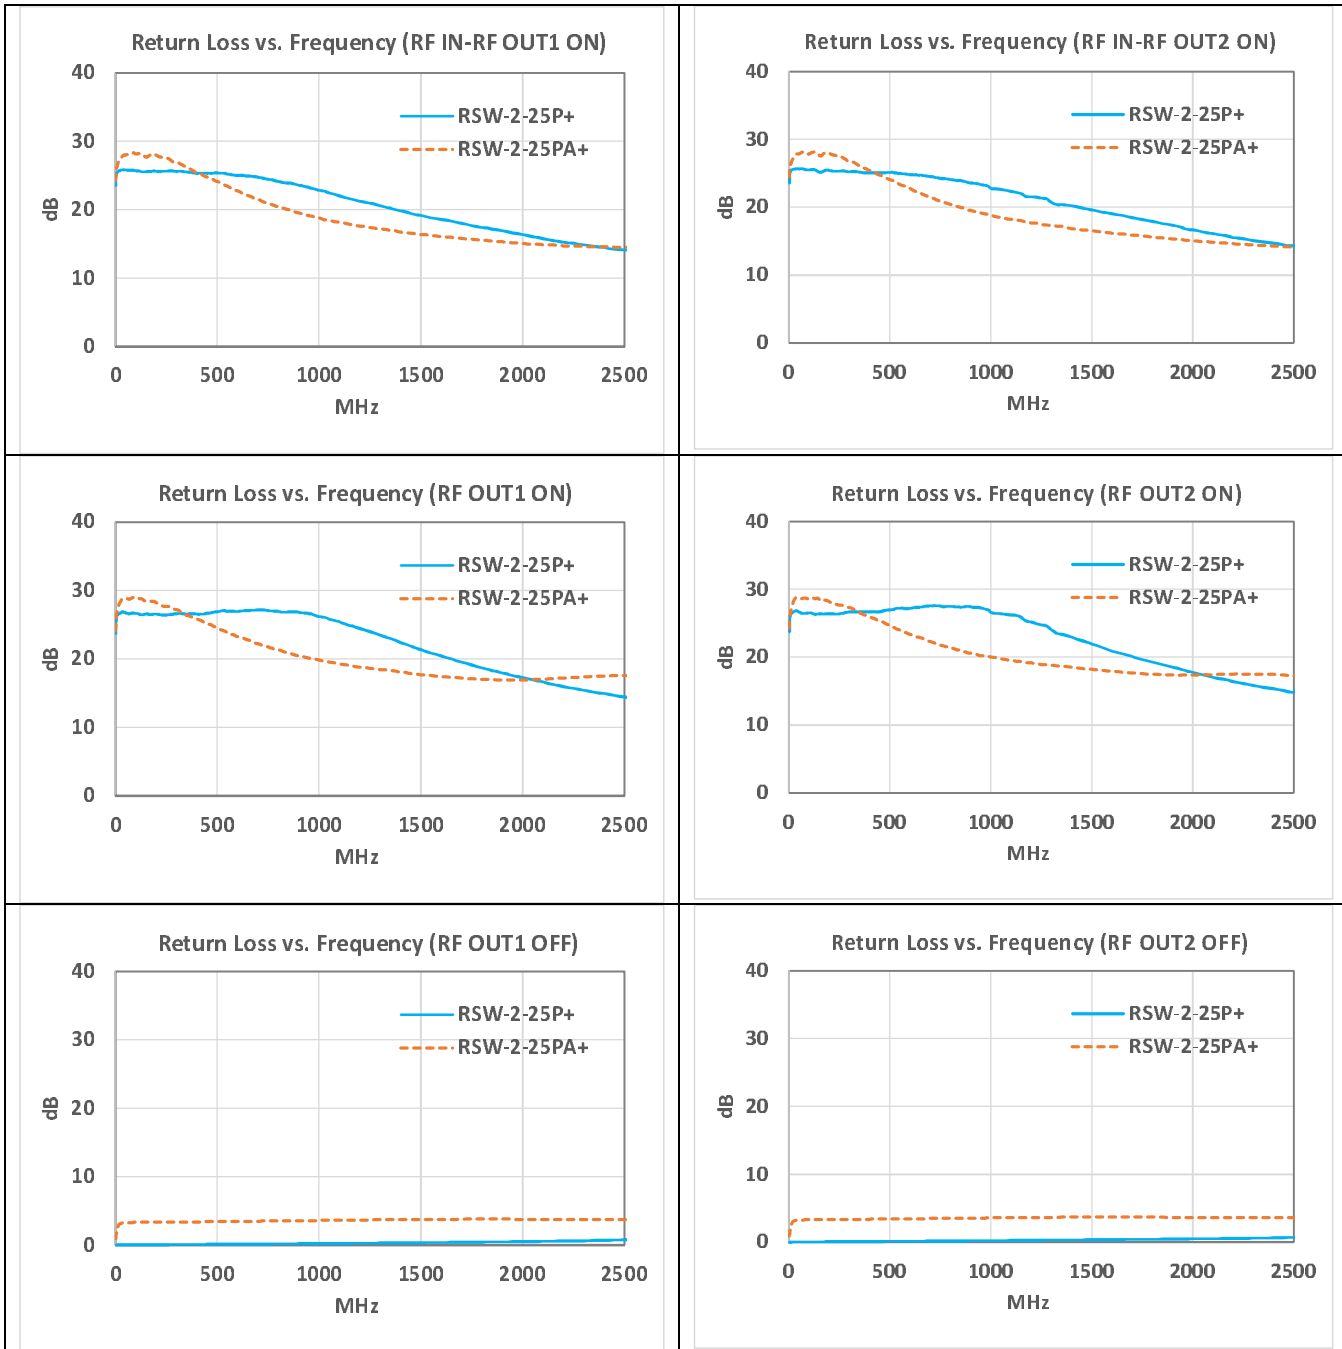 Return Loss vs. Frequency (RF IN-RF OUT1 ON)
40
30
20
10
0
dB
RSW-2-25P+
RSW-2-25PA+
0 500 1000 1500 2000 2500
MHz
Return Loss vs. Frequency (RF IN-RF OUT2 ON)
40
30
20
10
0
dB
RSW-2-25P+
RSW-2-25PA+
0 500 1000 1500 2000 2500
MHz
Return Loss vs. Frequency (RF OUT1 ON)
40
30
20
10
0
dB
RSW-2-25P+
RSW-2-25PA+
0 500 1000 1500 2000 2500
MHz
Return Loss vs. Frequency (RF OUT2 ON)
40
30
20
10
0
dB
RSW-2-25P+
RSW-2-25PA+
0 500 1000 1500 2000 2500
MHz
Return Loss vs. Frequency (RF OUT1 OFF)
40
30
20
10
0
dB
RSW-2-25P+
RSW-2-25PA+
0 500 1000 1500 2000 2500
MHz
Return Loss vs. Frequency (RF OUT2 OFF)
40
30
20
10
0
dB
RSW-2-25P+
RSW-2-25PA+
0 500 1000 1500 2000 2500
MHz